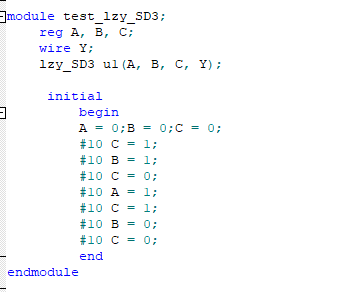 module test_lzy_SD3;
reg A, B, C;
wire Y;
lzy_SD3 u1(A, B, C, Y);
initial
begin
A = 0;B = 0;C = 0;
#10 C = 1;
#10 B = 1;
#10 C = 0;
#10 A = 1;
#10 C = 1;
#10 B = 0;
#10 C = 0;
end
endmodule